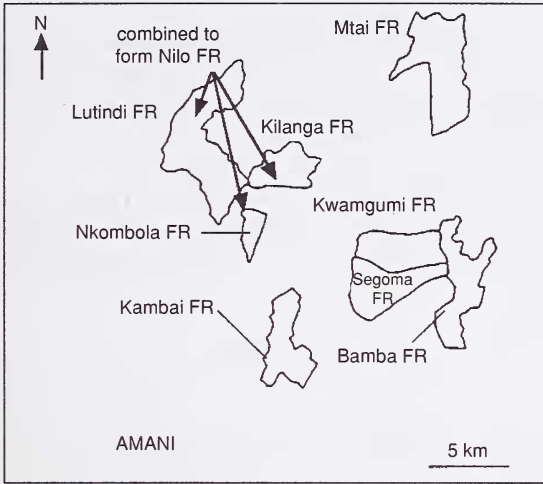 N
combined to
form Nilo FR
Mtai FR
Lutindi FR
Kilanga FR
Kwamgumi FR
Nkombola FR
Segoma
FR
Kambai FR
Bamba FR
AMANI
5 km